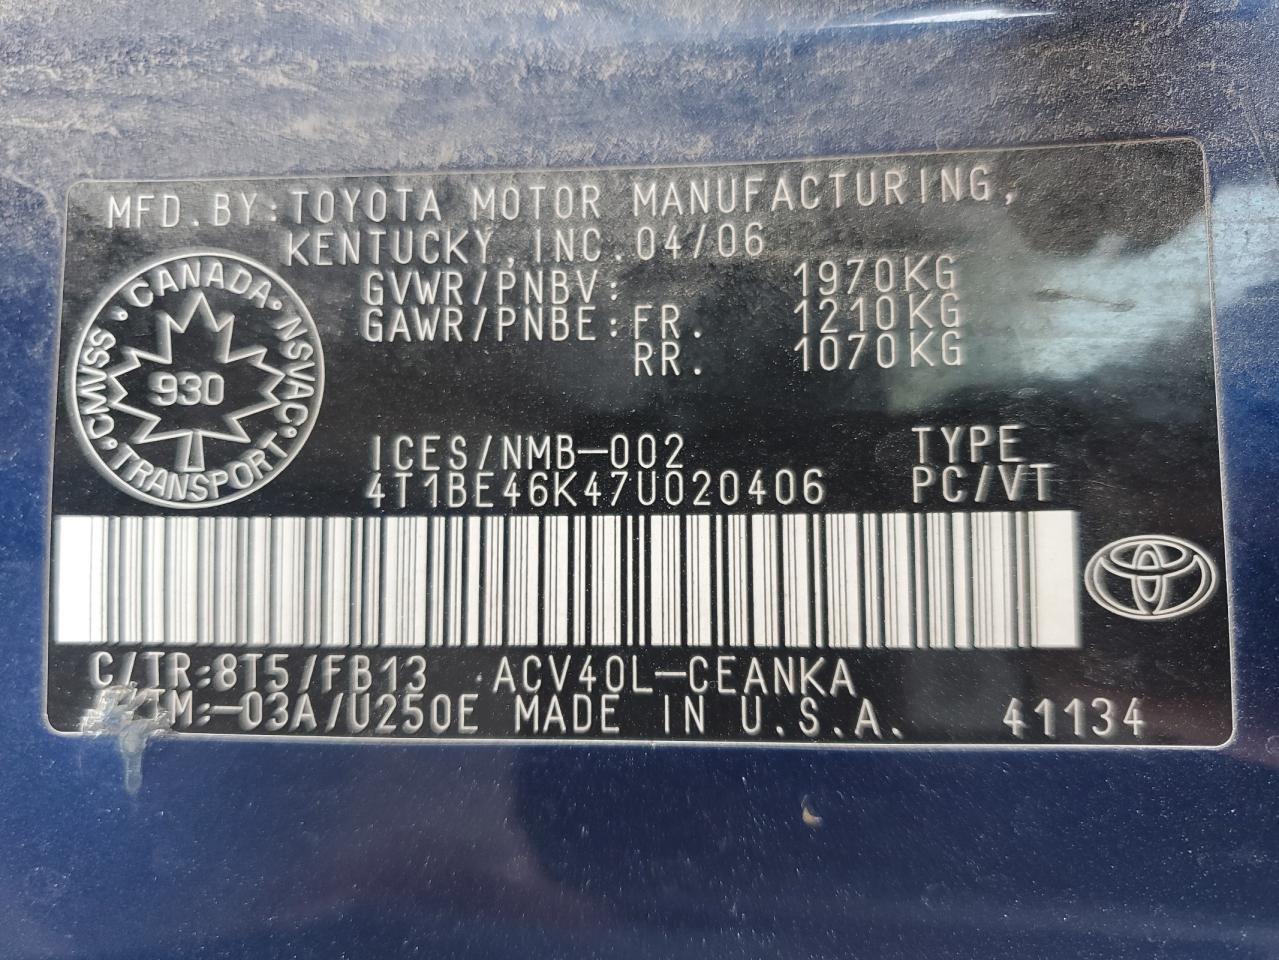 MFD.BY:TOYOTA MOTOR MANUFACTURING,
KENTUCKY, INC. 04/06
GVWR/PNBV: 1970KG
GAWR/PNBE:FR. 1210KG
RR. 1070KG
CMVSS · CANADA · NSVAC · TRANSPORT ·
930
ICES/NMB-002 TYPE
4T1BE46K47U020406 PC/VT
C/TR:8T5/FB13 ACV40L-CEANKA
/TM:-03A/U250E MADE IN U.S.A. 41134